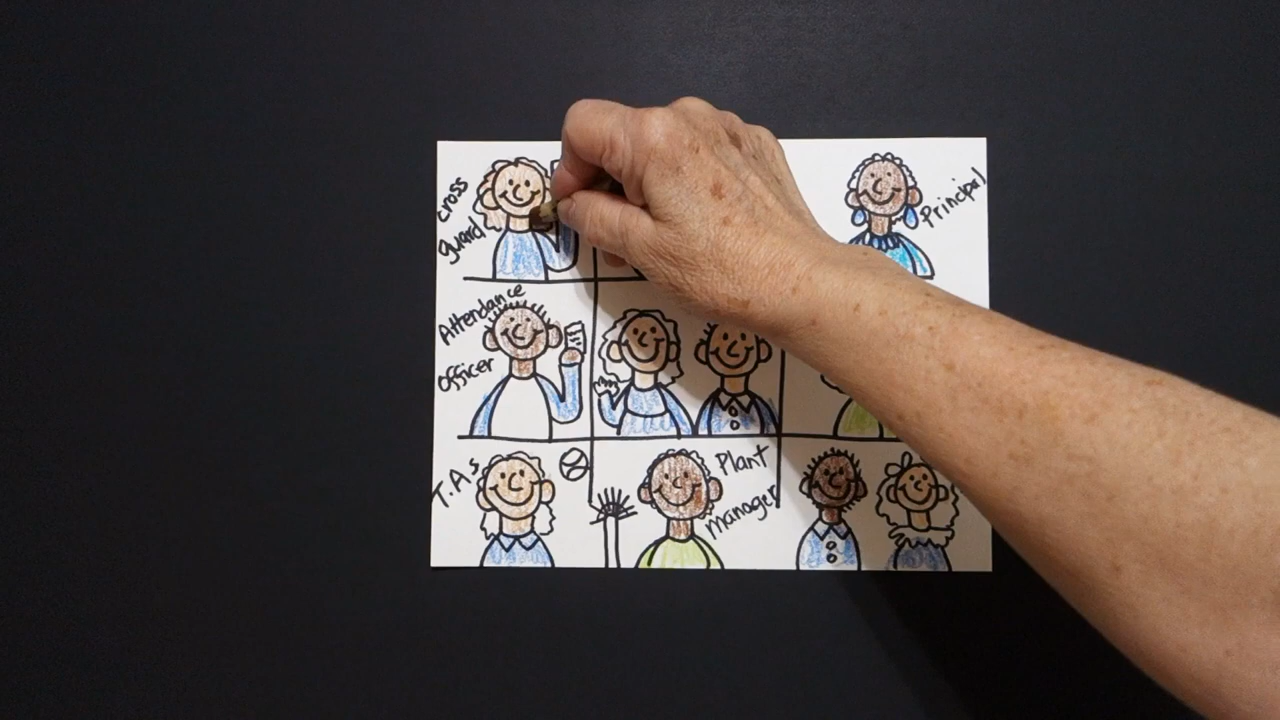 Cross
guard
Principal
Attendance
Officer
T.A.s
Plant
manager